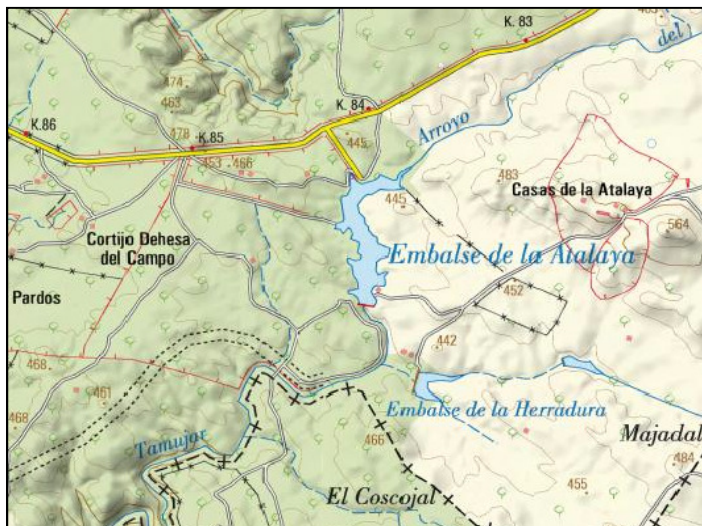 K. 83
del
474
463
K. 84
Arroyo
K.86
478
K.85
445
453
466
483
Casas de la Atalaya
445
564
Cortijo Dehesa
del Campo
Embalse de la Atalaya
Pardos
452
442
468
461
Embalse de la Herradura
468
Tamujar
466
Majadal
484
El Coscojal
455